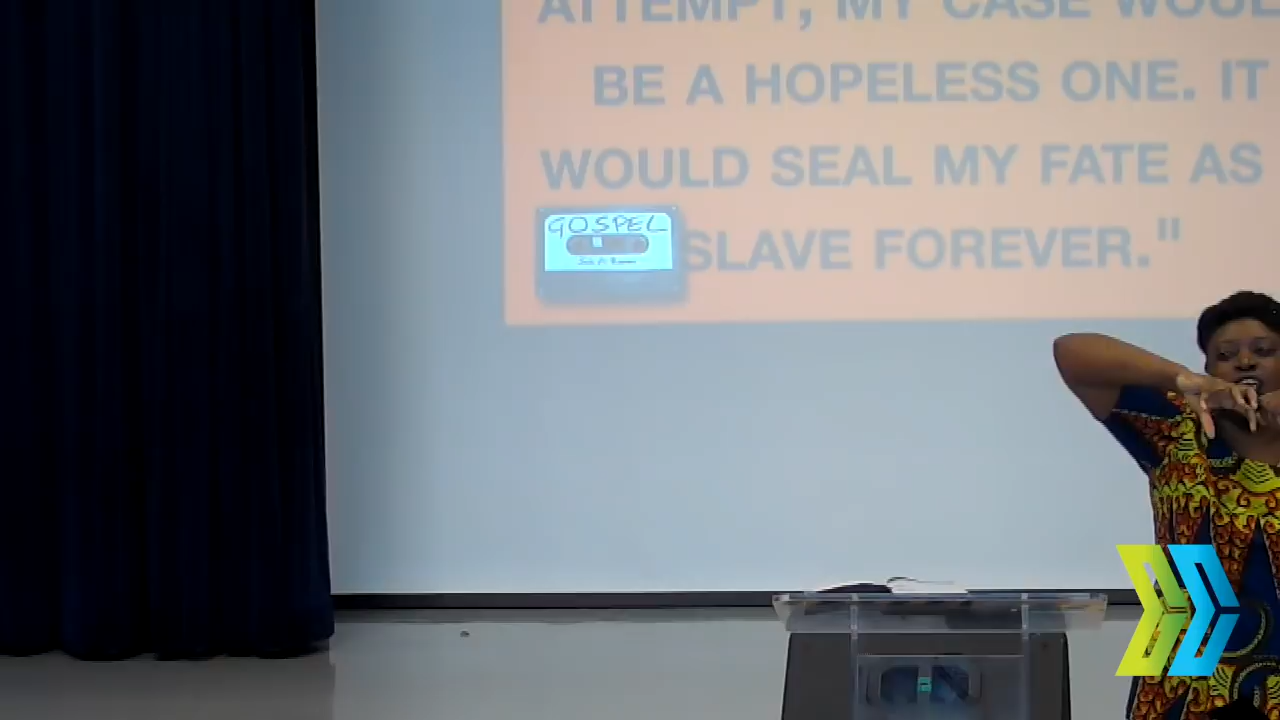 ATTEMPT, MY CASE WOUL
BE A HOPELESS ONE. IT
WOULD SEAL MY FATE AS
SLAVE FOREVER."
GOSPEL